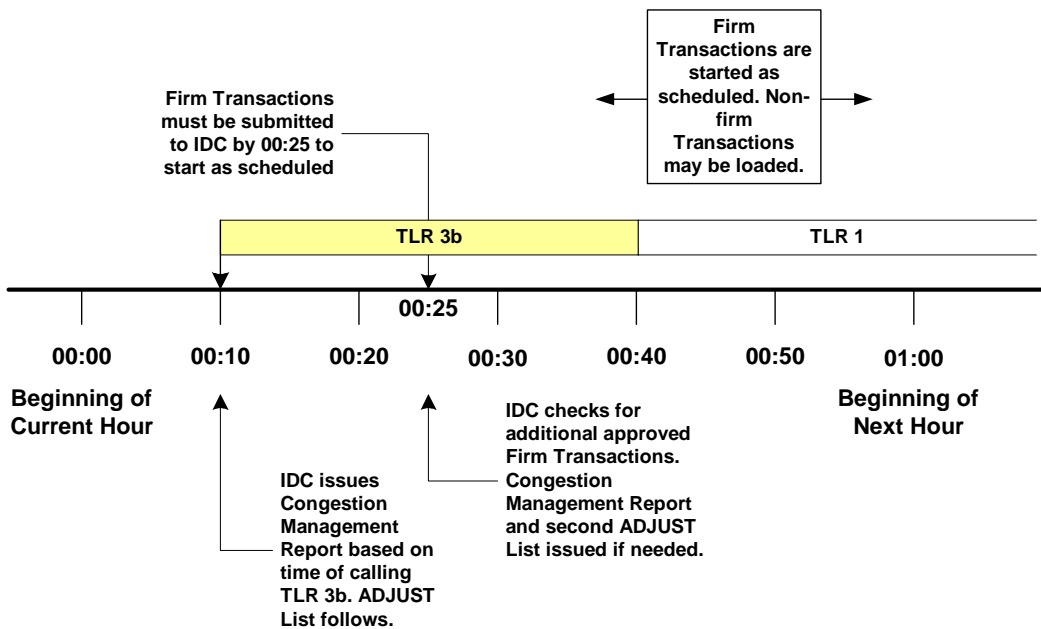 Firm
Transactions are
started as
scheduled. Non-
firm
Transactions
may be loaded.
Firm Transactions
must be submitted
to IDC by 00:25 to
start as scheduled
TLR 3b
TLR 1
00:25
00:00
00:10
00:20
00:30
00:40
00:50
01:00
Beginning of
Current Hour
Beginning of
Next Hour
IDC issues
Congestion
Management
Report based on
time of calling
TLR 3b. ADJUST
List follows.
IDC checks for
additional approved
Firm Transactions.
Congestion
Management Report
and second ADJUST
List issued if needed.